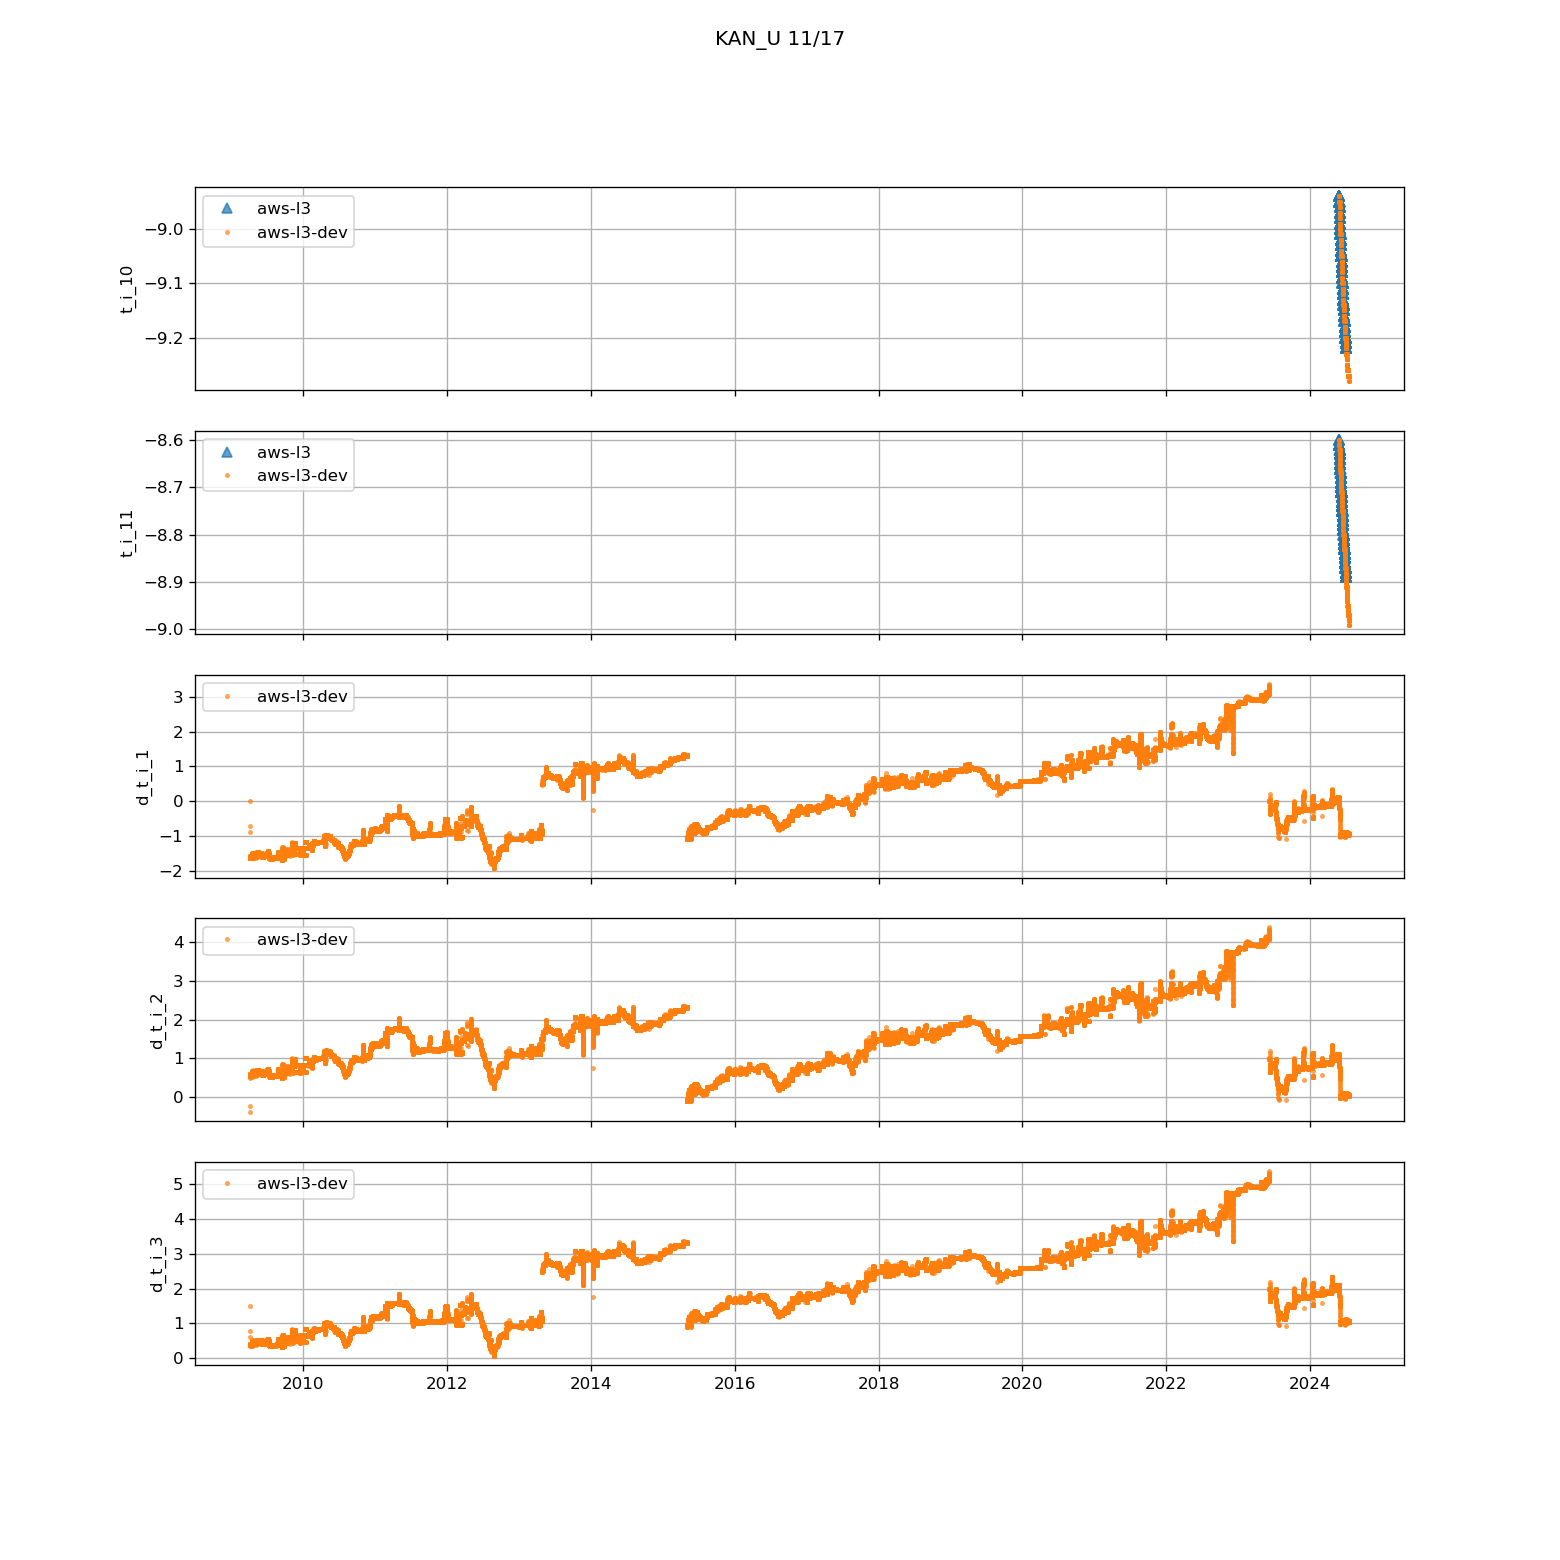 KAN_U 11/17
aws-l3
aws-l3-dev
−9.0
−9.1
−9.2
t_i_10
aws-l3
aws-l3-dev
−8.6
−8.7
−8.8
−8.9
−9.0
t_i_11
aws-l3-dev
3
2
1
0
−1
−2
d_t_i_1
aws-l3-dev
4
3
2
1
0
d_t_i_2
aws-l3-dev
5
4
3
2
1
0
d_t_i_3
2010 2012 2014 2016 2018 2020 2022 2024